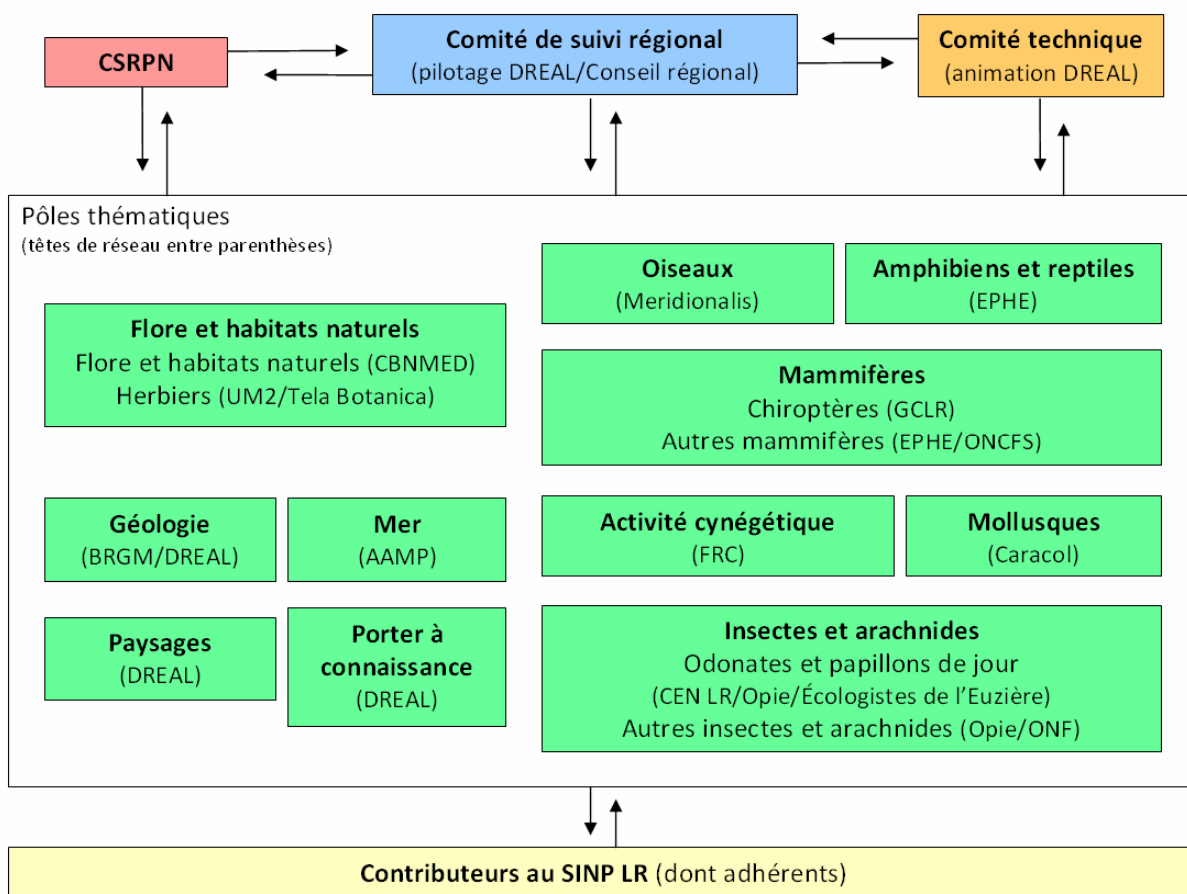 CSRPN
Comité de suivi régional
(pilotage DREAL/Conseil régional)
Comité technique
(animation DREAL)
Pôles thématiques
(têtes de réseau entre parenthèses)
Flore et habitats naturels
Flore et habitats naturels (CBNMED)
Herbiers (UM2/Tela Botanica)
Géologie
(BRGM/DREAL)
Mer
(AAMP)
Paysages
(DREAL)
Porter à
connaissance
(DREAL)
Oiseaux
(Meridionalis)
Amphibiens et reptiles
(EPHE)
Mammifères
Chiroptères (GCLR)
Autres mammifères (EPHE/ONCFS)
Activité cynégétique
(FRC)
Mollusques
(Caracol)
Insectes et arachnides
Odonates et papillons de jour
(CEN LR/Opie/Écologistes de l’Euzière)
Autres insectes et arachnides (Opie/ONF)
Contributeurs au SINP LR (dont adhérents)